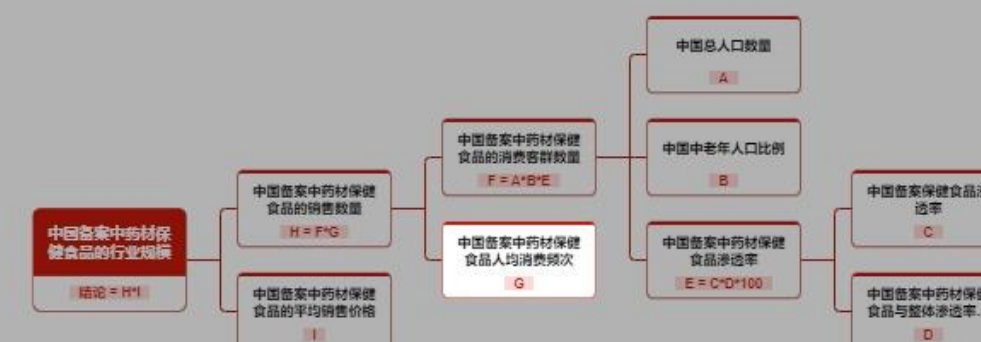 中国总人口数量
A
中国备案中药材保健
食品的消费客群数量
F = A*B*E
中国中老年人口比例
B
中国备案中药材保健
食品的销售数量
H = F*G
中国备案保健食品渗
透率
C
中国备案中药材保
健食品的行业规模
结论 = H*I
中国备案中药材保健
食品人均消费频次
G
中国备案中药材保健
食品渗透率
E = C*D*100
中国备案中药材保健
食品的平均销售价格
I
中国备案中药材保健
食品与整体渗透率...
D